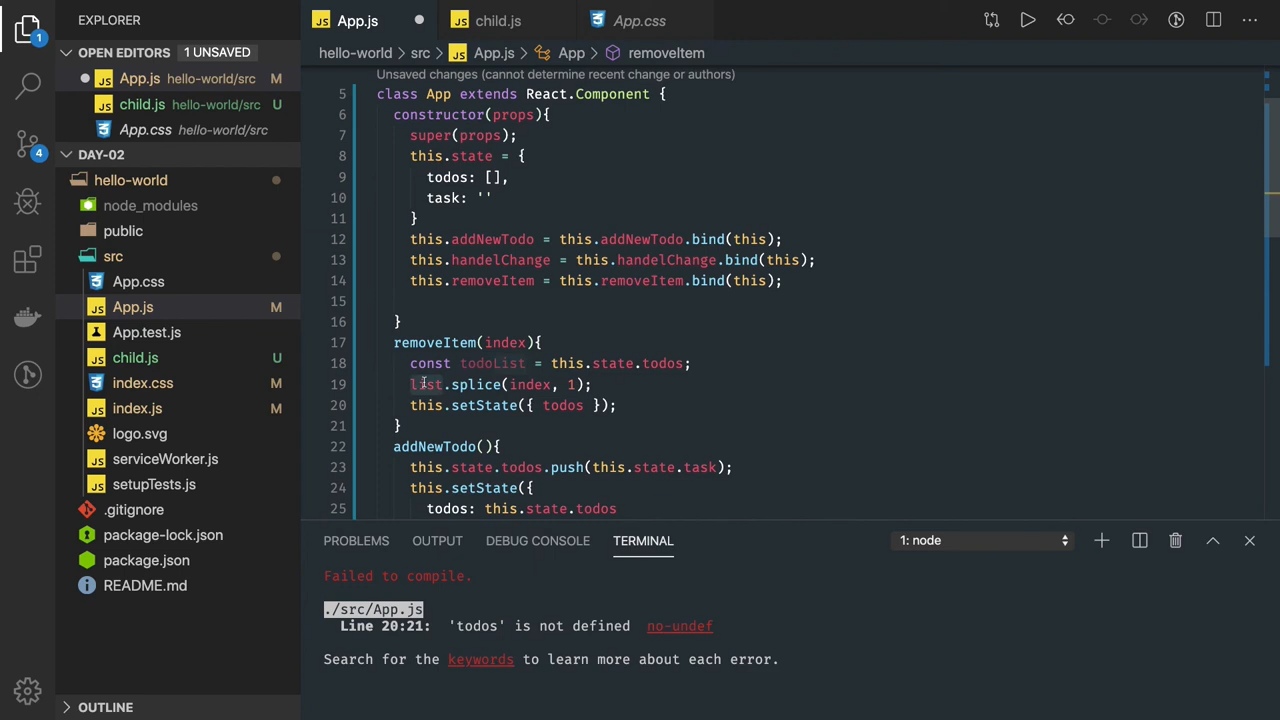 EXPLORER
OPEN EDITORS 1 UNSAVED
App.js hello-world/src M
child.js hello-world/src U
App.css hello-world/src
DAY-02
hello-world
node_modules
public
src
App.css
App.js M
App.test.js
child.js U
index.css M
index.js M
logo.svg
serviceWorker.js
setupTests.js
.gitignore
package-lock.json
package.json
README.md
OUTLINE
1
4
JS App.js
JS child.js
App.css
hello-world > src > JS App.js > App > removeItem
Unsaved changes (cannot determine recent change or authors)
5 class App extends React.Component {
6 constructor(props){
7 super(props);
8 this.state = {
9 todos: [],
10 task: ''
11 }
12 this.addNewTodo = this.addNewTodo.bind(this);
13 this.handelChange = this.handelChange.bind(this);
14 this.removeItem = this.removeItem.bind(this);
15
16 }
17 removeItem(index){
18 const todoList = this.state.todos;
19 list.splice(index, 1);
20 this.setState({ todos });
21 }
22 addNewTodo(){
23 this.state.todos.push(this.state.task);
24 this.setState({
25 todos: this.state.todos
PROBLEMS OUTPUT DEBUG CONSOLE TERMINAL 1: node
Failed to compile.
./src/App.js
Line 20:21: 'todos' is not defined no-undef
Search for the keywords to learn more about each error.